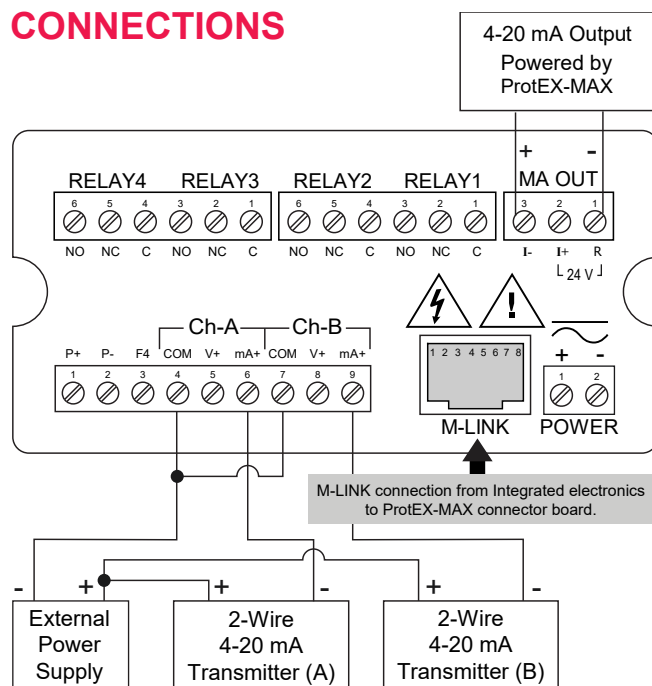 CONNECTIONS
4-20 mA Output
Powered by
ProtEX-MAX
+ -
RELAY4 RELAY3 RELAY2 RELAY1 MA OUT
6 5 4 3 2 1 6 5 4 3 2 1 3 2 1
NO NC C NO NC C NO NC C NO NC C I- I+ R
24 V
Ch-A Ch-B
P+ P- F4 COM V+ mA+ COM V+ mA+
1 2 3 4 5 6 7 8 9
1 2 3 4 5 6 7 8
+ -
1 2
!
M-LINK POWER
M-LINK connection from Integrated electronics
to ProtEX-MAX connector board.
- + + - + -
External
Power
Supply
2-Wire
4-20 mA
Transmitter (A)
2-Wire
4-20 mA
Transmitter (B)